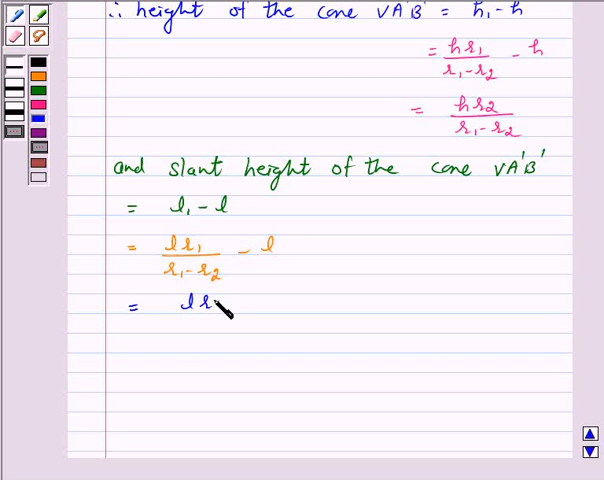 ∴ height of the cone VA'B' = h₁ - h
= hr₁/(r₁ - r₂) - h
= hr₂/(r₁ - r₂)
and slant height of the cone VA'B'
= l₁ - l
= lr₁/(r₁ - r₂) - l
= lr